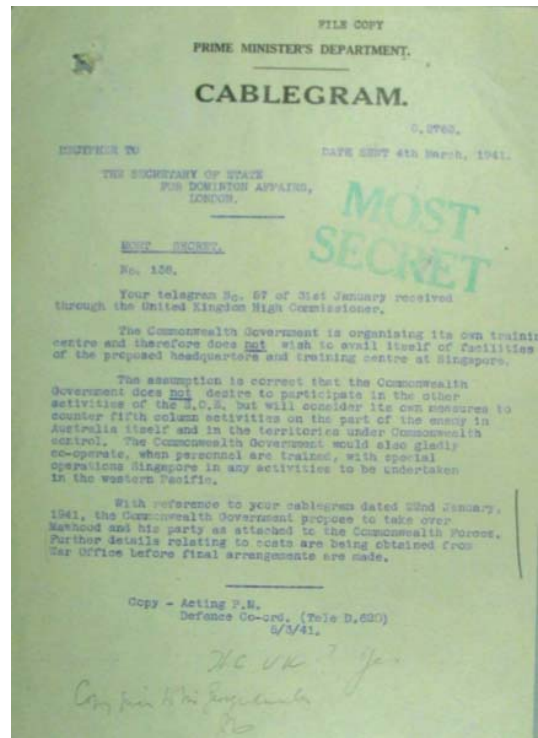 FILE COPY
PRIME MINISTER'S DEPARTMENT.
CABLEGRAM.
O.2763.
DECYPHER TO
DATE SENT 4th March, 1941.
THE SECRETARY OF STATE
FOR DOMINION AFFAIRS,
LONDON.
MOST SECRET
MOST SECRET.
No. 136.
Your telegram No. 57 of 31st January received
through the United Kingdom High Commissioner.
The Commonwealth Government is organising its own trainin
centre and therefore does not wish to avail itself of facilities
of the proposed headquarters and training centre at Singapore.
The assumption is correct that the Commonwealth
Government does not desire to participate in the other
activities of the S.O.E. but will consider its own measures to
counter fifth column activities on the part of the enemy in
Australia itself and in the territories under Commonwealth
control. The Commonwealth Government would also gladly
co-operate, when personnel are trained, with special
operations Singapore in any activities to be undertaken
in the western Pacific.
With reference to your cablegram dated 22nd January,
1941, the Commonwealth Government propose to take over
Mawhood and his party as attached to the Commonwealth Forces.
Further details relating to costs are being obtained from
War Office before final arrangements are made.
Copy - Acting P.M.
Defence Co-ord. (Tele D.620)
5/3/41.
HC UK ? Yes